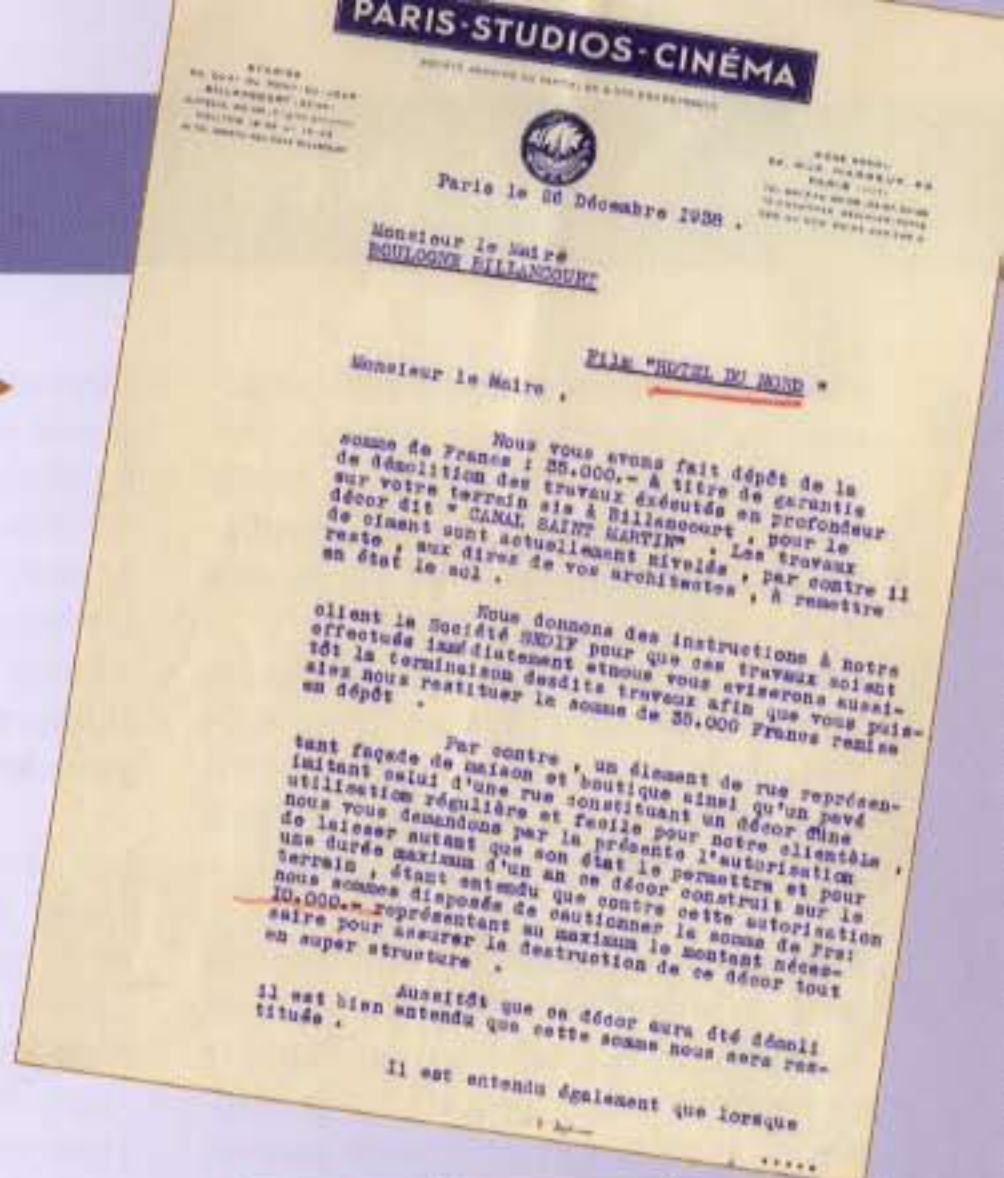 PARIS-STUDIOS-CINÉMA
STUDIOS
BILLANCOURT
PARIS
Paris le 26 Décembre 1938 .
Monsieur le Maire
BOULOGNE BILLANCOURT
Film "HOTEL DU NORD "
Monsieur le Maire ,
Nous vous avons fait dépôt de la
somme de Francs : 35.000.- à titre de garantie
de démolition des travaux éxécutés en profondeur
sur votre terrain sis à Billancourt , pour le
décor dit " CANAL SAINT MARTIN" . Les travaux
de ciment sont actuellement nivelés , par contre il
reste , aux dires de vos architectes , à remettre
en état le sol .
Nous donnons des instructions à notre
client la Société SEDIF pour que ces travaux soient
effectués immédiatement etnous vous aviserons aussi-
tôt la terminaison desdits travaux afin que vous puis-
siez nous restituer la somme de 35.000 Francs remise
en dépôt .
Par contre , un élement de rue représen-
tant façade de maison et boutique ainsi qu'un pavé
imitant celui d'une rue constituant un décor dune
utilisation régulière et facile pour notre clientèle ,
nous vous demandons par la présente l'autorisation
de laisser autant que son état le permettra et pour
une durée maximum d'un an ce décor construit sur le
terrain , étant entendu que contre cette autorisation
nous sommes disposés de cautionner la somme de Frs:
10.000.- représentant au maximum le montant néces-
saire pour assurer la destruction de ce décor tout
en super structure .
Aussitôt que ce décor aura été démoli
il est bien entendu que cette somme nous sera res-
tituée .
Il est entendu également que lorsque